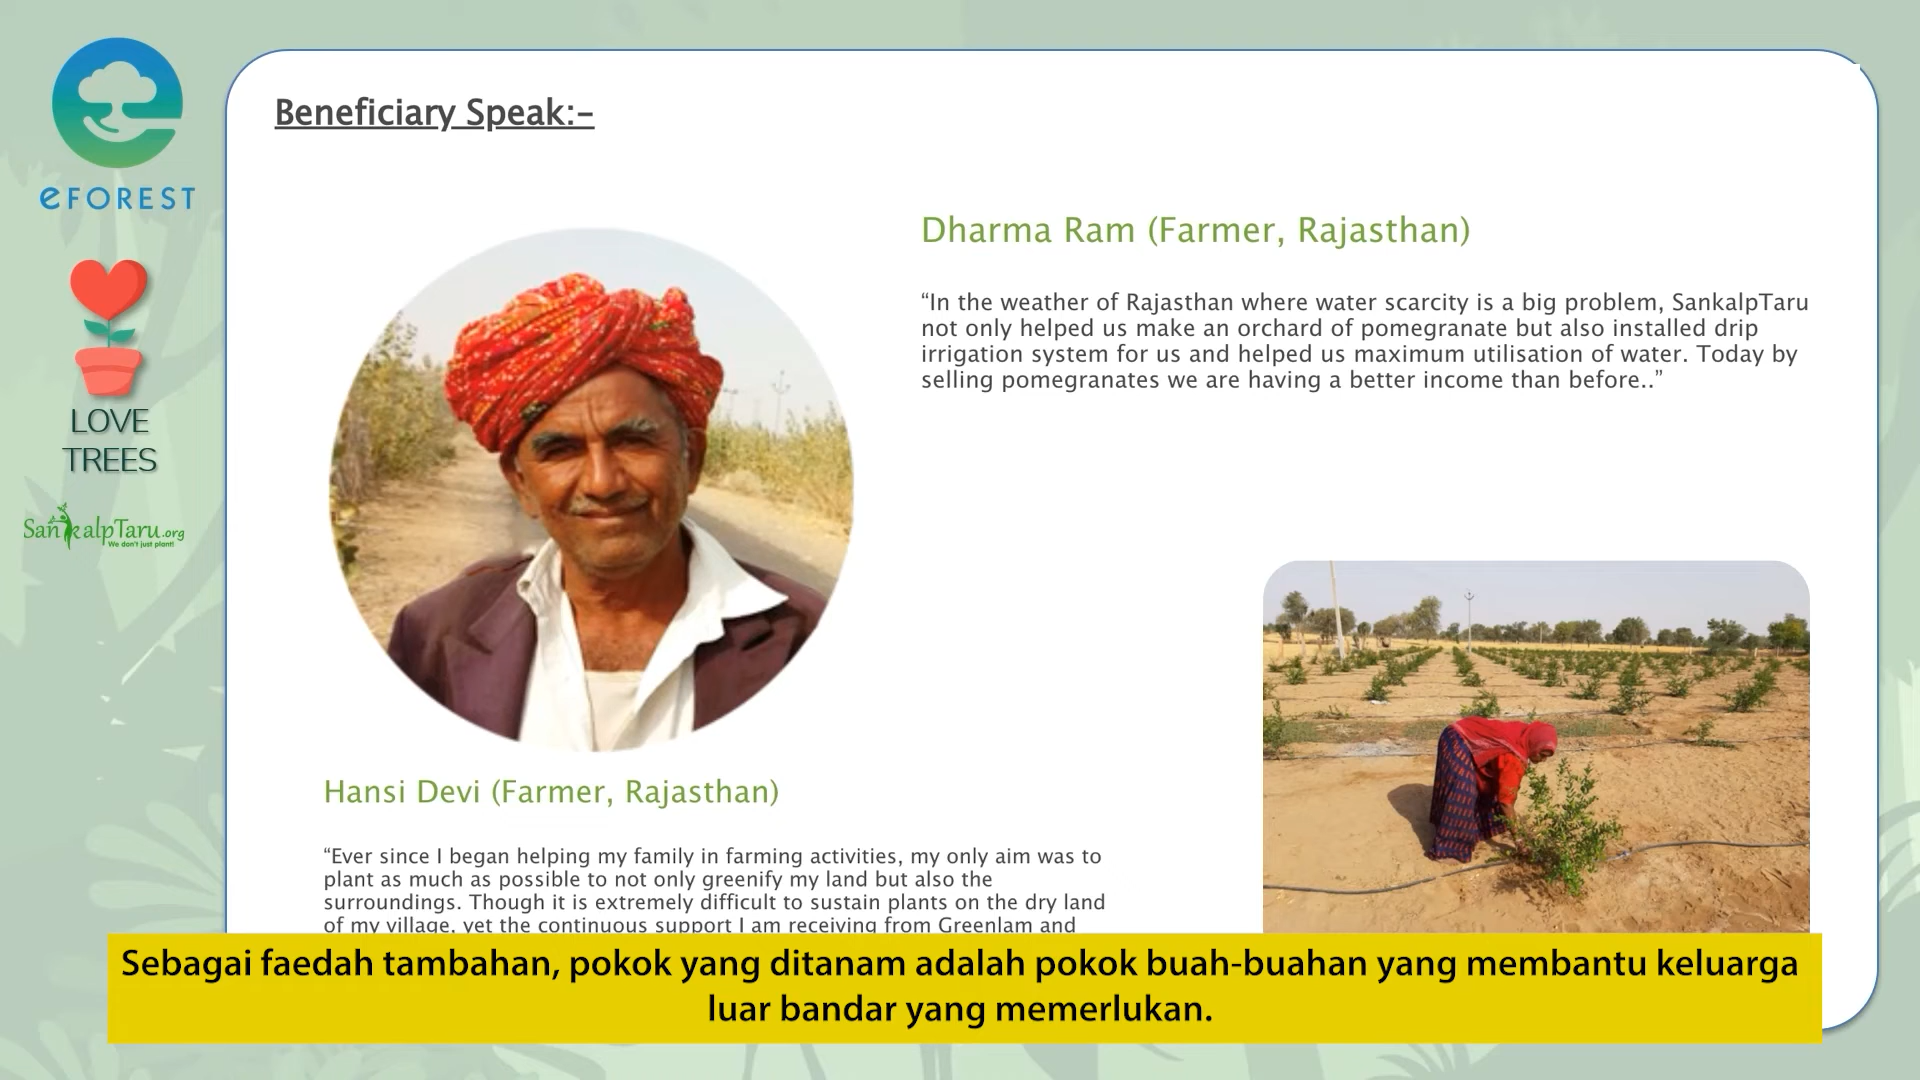 eFOREST
LOVE
TREES
SankalpTaru.org
We don't just plant!
Beneficiary Speak:-
Dharma Ram (Farmer, Rajasthan)
“In the weather of Rajasthan where water scarcity is a big problem, SankalpTaru
not only helped us make an orchard of pomegranate but also installed drip
irrigation system for us and helped us maximum utilisation of water. Today by
selling pomegranates we are having a better income than before..”
Hansi Devi (Farmer, Rajasthan)
“Ever since I began helping my family in farming activities, my only aim was to
plant as much as possible to not only greenify my land but also the
surroundings. Though it is extremely difficult to sustain plants on the dry land
of my village, yet the continuous support I am receiving from Greenlam and
Sebagai faedah tambahan, pokok yang ditanam adalah pokok buah-buahan yang membantu keluarga
luar bandar yang memerlukan.